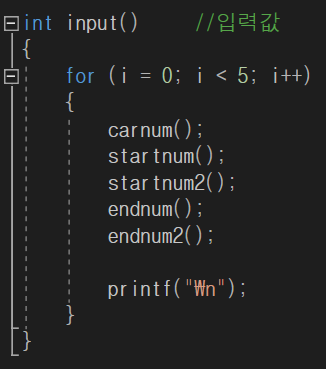 int input() //입력값
{
for (i = 0; i < 5; i++)
{
carnum();
startnum();
startnum2();
endnum();
endnum2();
printf("₩n");
}
}